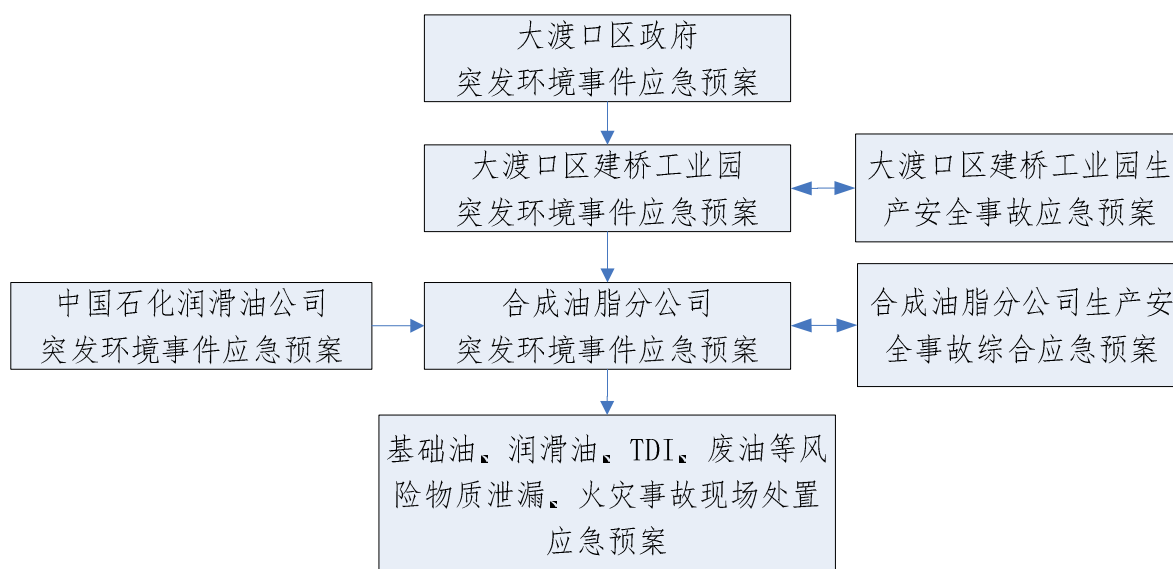 大渡口区政府
突发环境事件应急预案
大渡口区建桥工业园
突发环境事件应急预案
大渡口区建桥工业园生
产安全事故应急预案
中国石化润滑油公司
突发环境事件应急预案
合成油脂分公司
突发环境事件应急预案
合成油脂分公司生产安
全事故综合应急预案
基础油、润滑油、TDI、废油等风
险物质泄漏、火灾事故现场处置
应急预案